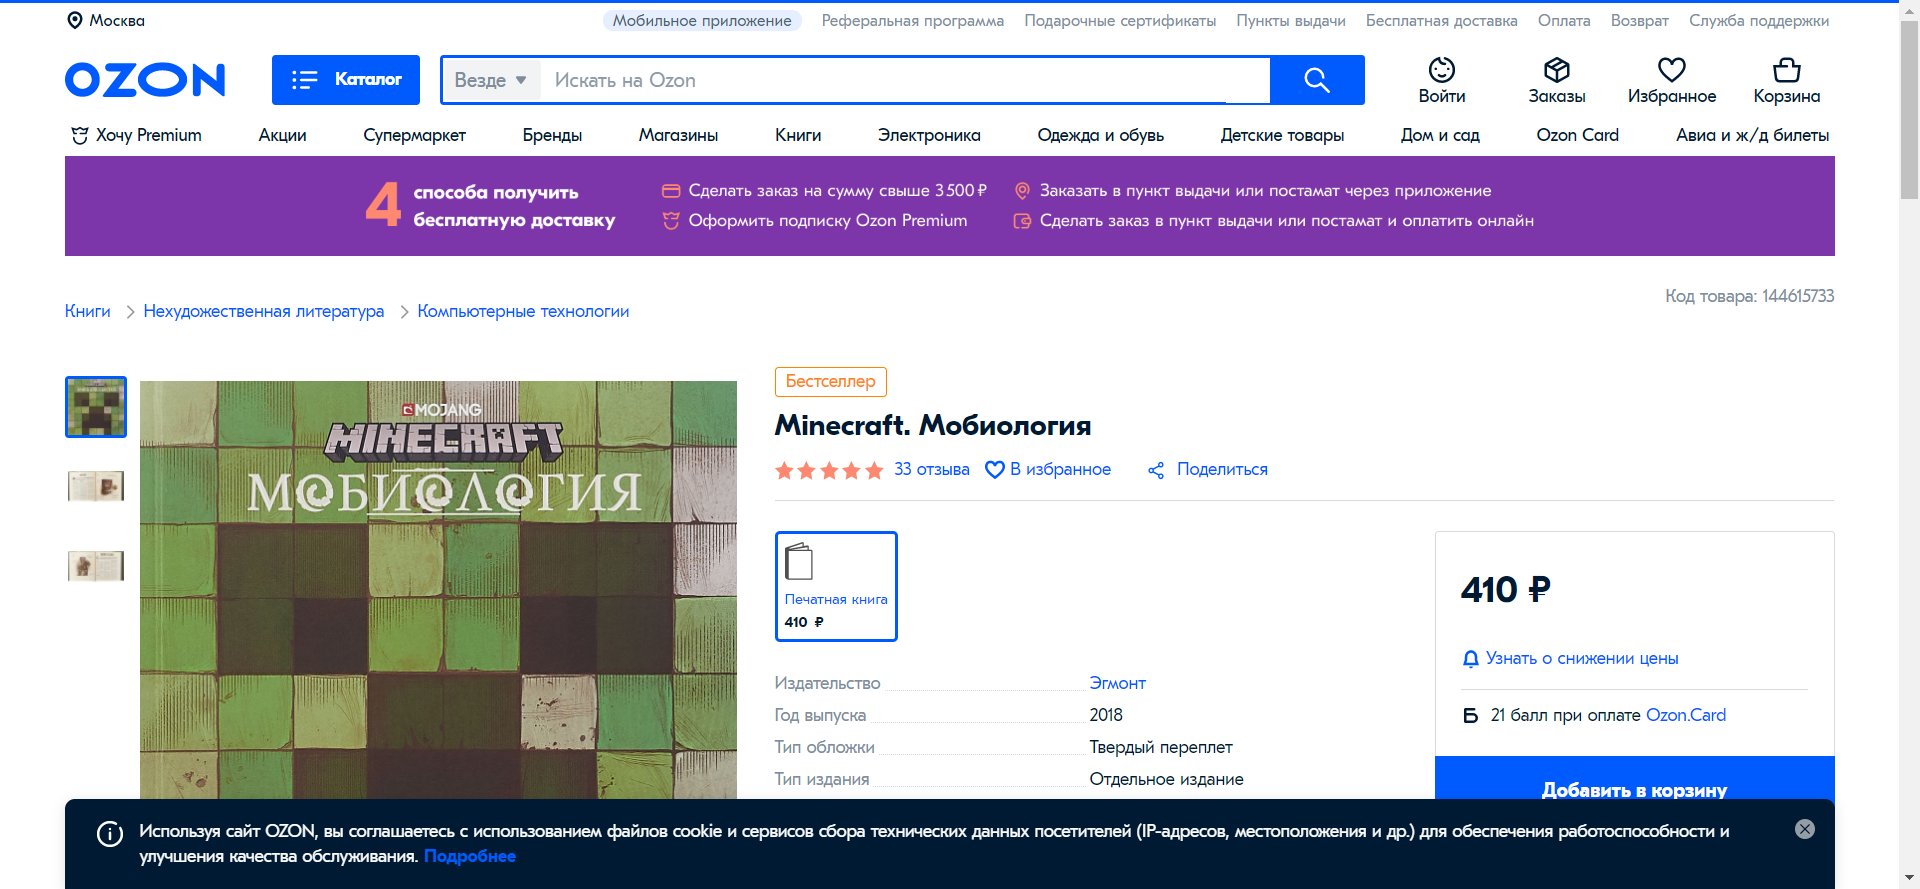 Москва
Мобильное приложение
Реферальная программа
Подарочные сертификаты
Пункты выдачи
Бесплатная доставка
Оплата
Возврат
Служба поддержки
OZON
Каталог
Везде
Искать на Ozon
Войти
Заказы
Избранное
Корзина
Хочу Premium
Акции
Супермаркет
Бренды
Магазины
Книги
Электроника
Одежда и обувь
Детские товары
Дом и сад
Ozon Card
Авиа и ж/д билеты
4 способа получить
бесплатную доставку
Сделать заказ на сумму свыше 3 500 ₽
Оформить подписку Ozon Premium
Заказать в пункт выдачи или постамат через приложение
Сделать заказ в пункт выдачи или постамат и оплатить онлайн
Книги
Нехудожественная литература
Компьютерные технологии
Код товара: 144615733
MOJANG
MINECRAFT
МОБИОЛОГИЯ
Бестселлер
Minecraft. Мобиология
33 отзыва
В избранное
Поделиться
Печатная книга
410 ₽
Издательство Эгмонт
Год выпуска 2018
Тип обложки Твердый переплет
Тип издания Отдельное издание
410 ₽
Узнать о снижении цены
Б 21 балл при оплате Ozon.Card
Добавить в корзину
Используя сайт OZON, вы соглашаетесь с использованием файлов cookie и сервисов сбора технических данных посетителей (IP-адресов, местоположения и др.) для обеспечения работоспособности и
улучшения качества обслуживания. Подробнее